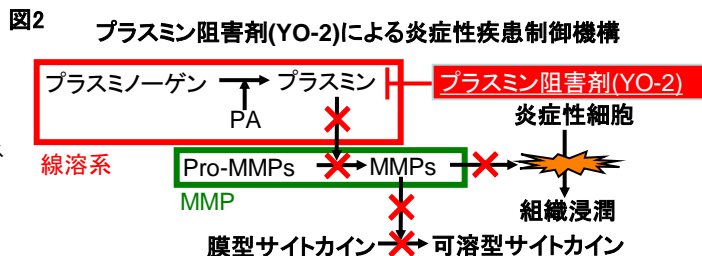 図2
プラスミン阻害剤(YO-2)による炎症性疾患制御機構
プラスミノーゲン プラスミン プラスミン阻害剤(YO-2)
PA
炎症性細胞
線溶系
Pro-MMPs MMPs
MMP
組織浸潤
膜型サイトカイン 可溶型サイトカイン